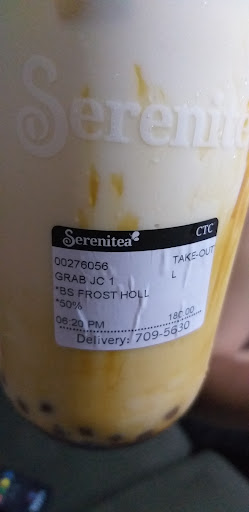 Serenitea
Serenitea CTC
00276056 TAKE-OUT
GRAB JC 1 L
*BS FROST HOLL
*50%
06:20 PM 180.00
Delivery: 709-5630